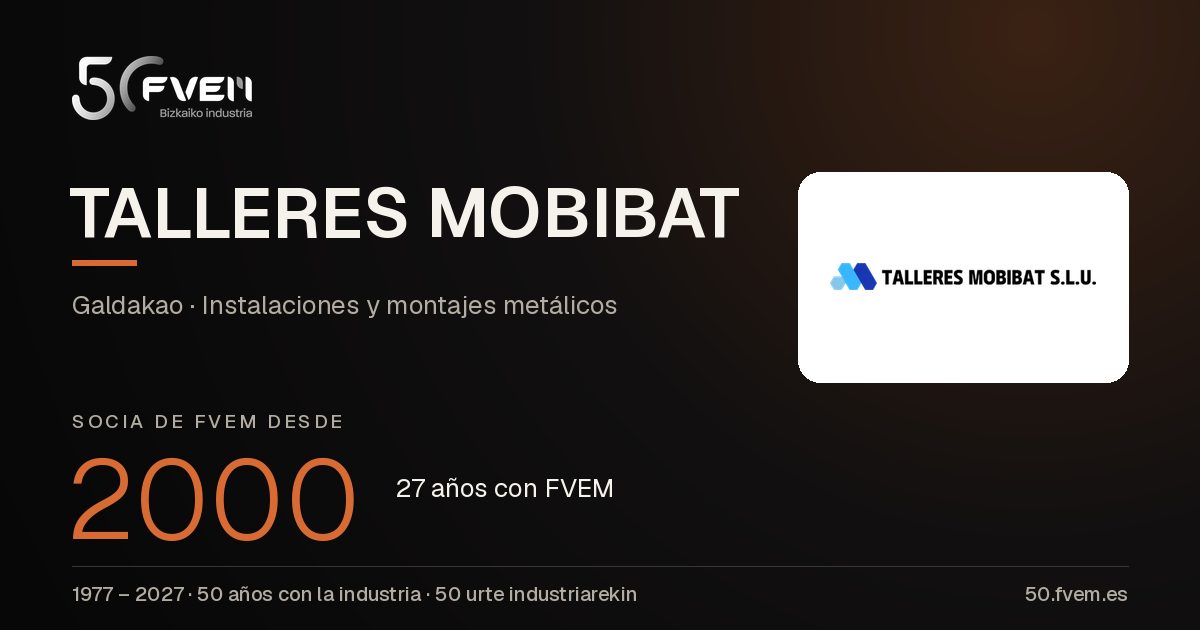 50 FVEM
Bizkaiko industria
TALLERES MOBIBAT
Galdakao · Instalaciones y montajes metálicos
TALLERES MOBIBAT S.L.U.
SOCIA DE FVEM DESDE
2000
27 años con FVEM
1977 – 2027 · 50 años con la industria · 50 urte industriarekin
50.fvem.es